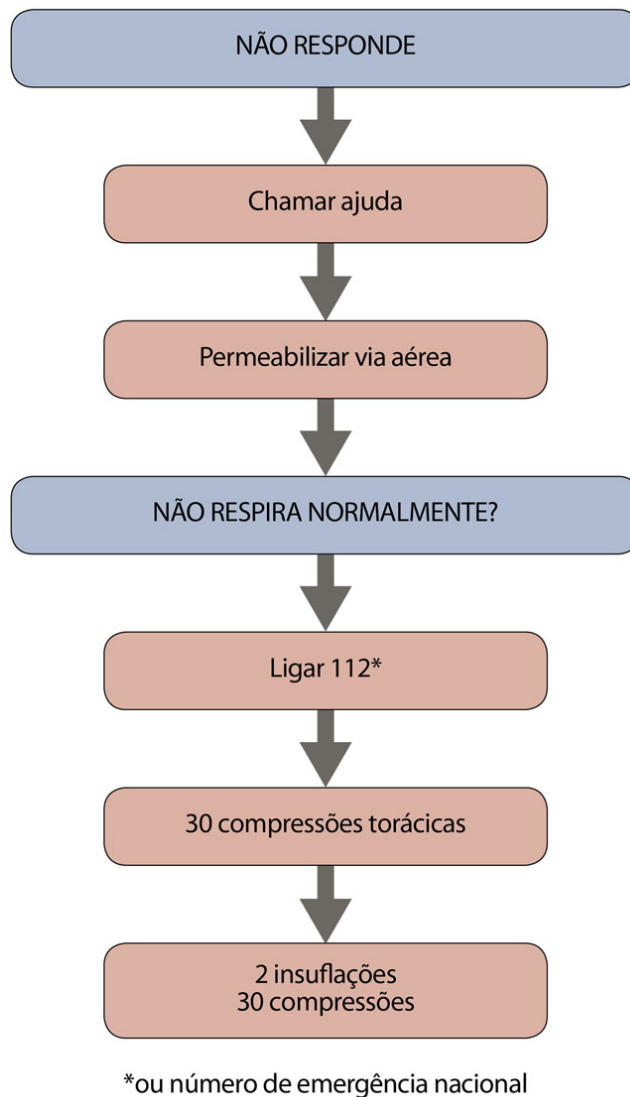 NÃO RESPONDE
Chamar ajuda
Permeabilizar via aérea
NÃO RESPIRA NORMALMENTE?
Ligar 112*
30 compressões torácicas
2 insuflações
30 compressões
*ou número de emergência nacional